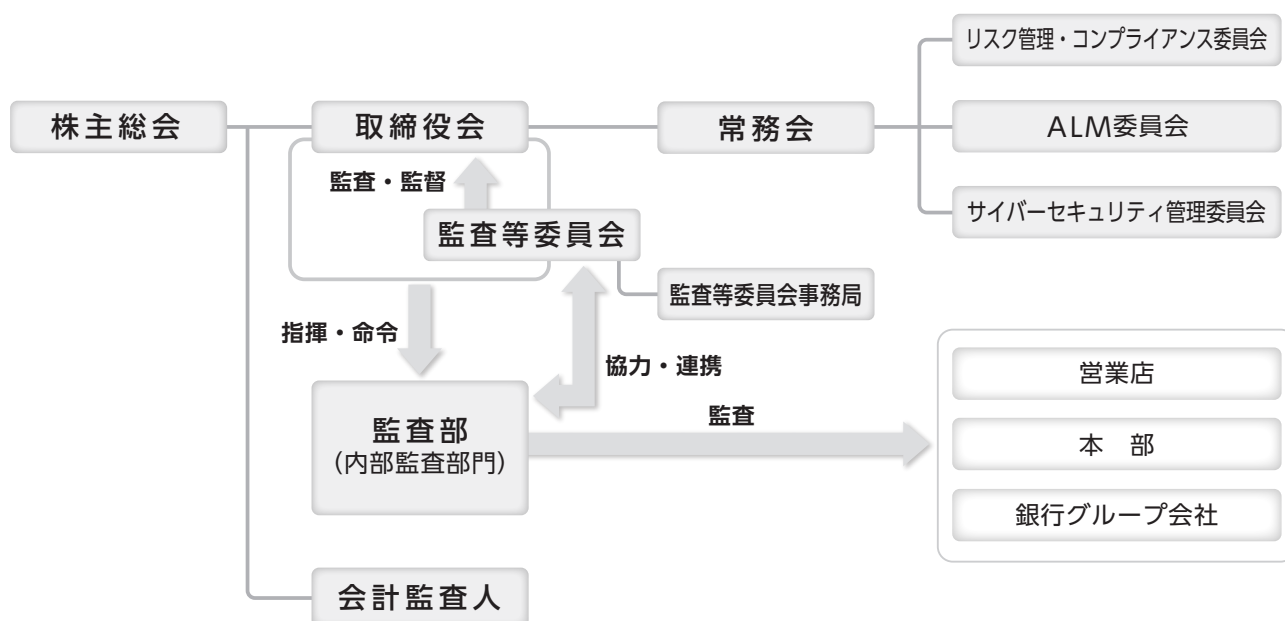 リスク管理・コンプライアンス委員会
株主総会
取締役会
常務会
ALM委員会
監査・監督
サイバーセキュリティ管理委員会
監査等委員会
監査等委員会事務局
指揮・命令
協力・連携
営業店
監査部
(内部監査部門)
監査
本　部
銀行グループ会社
会計監査人